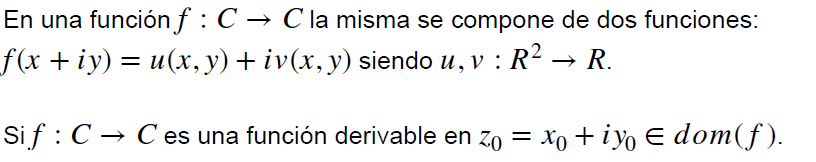 En una función f : C → C la misma se compone de dos funciones:
f(x + iy) = u(x, y) + iv(x, y) siendo u, v : R² → R.
Si f : C → C es una función derivable en z₀ = x₀ + iy₀ ∈ dom(f).